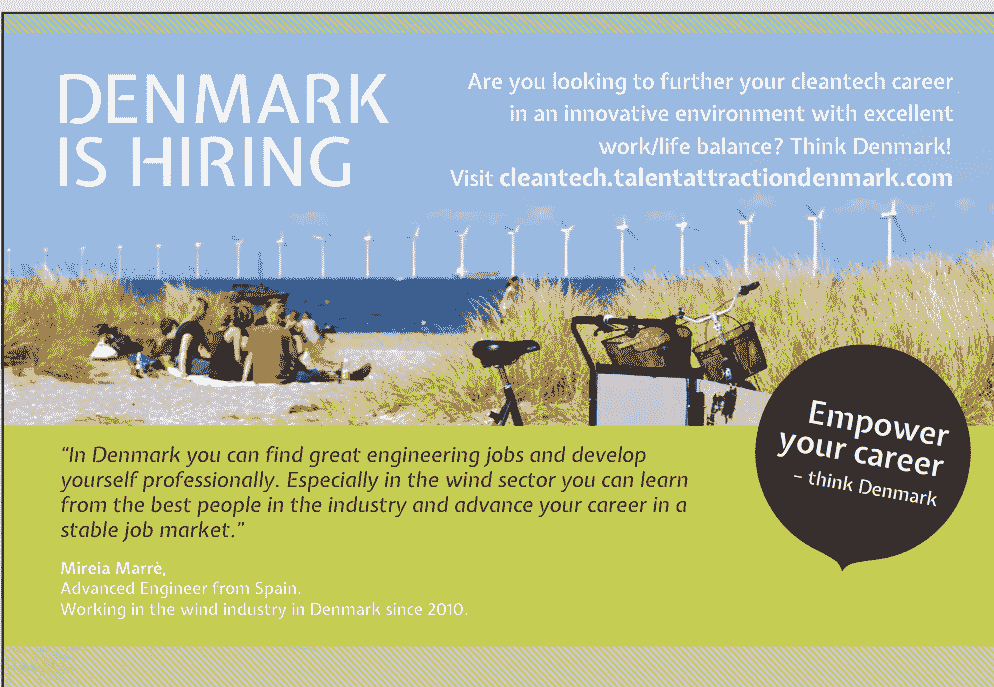 DENMARK
IS HIRING
Are you looking to further your cleantech career
in an innovative environment with excellent
work/life balance? Think Denmark!
Visit cleantech.talentattractiondenmark.com
Empower
your career
– think Denmark
“In Denmark you can find great engineering jobs and develop
yourself professionally. Especially in the wind sector you can learn
from the best people in the industry and advance your career in a
stable job market.”
Mireia Marrè,
Advanced Engineer from Spain.
Working in the wind industry in Denmark since 2010.